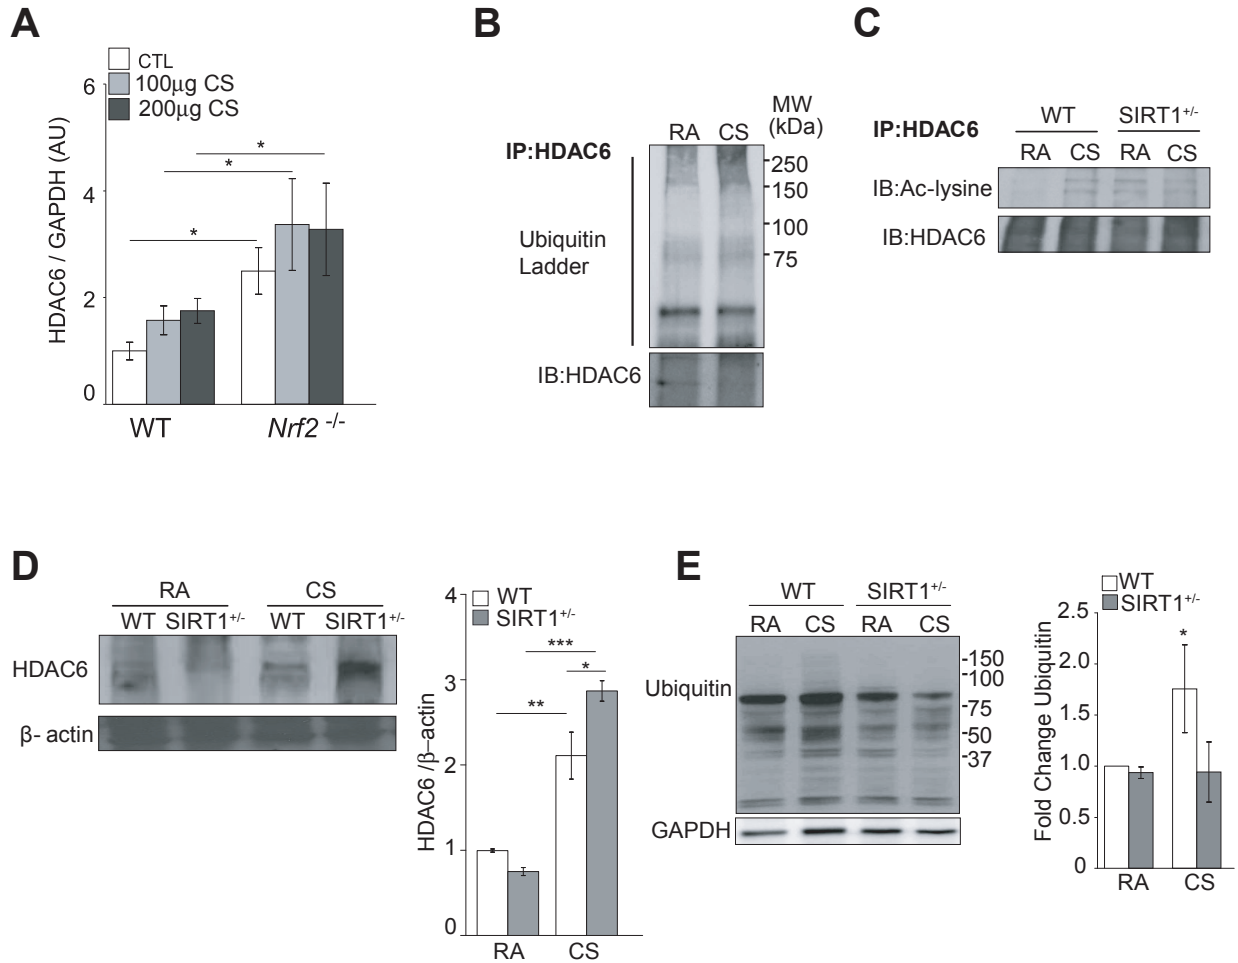 A
CTL
100μg CS
200μg CS
HDAC6 / GAPDH (AU)
6
4
2
0
*
*
*
WT
Nrf2 -/-
B
IP:HDAC6
RA CS
MW
(kDa)
250
150
100
75
Ubiquitin
Ladder
IB:HDAC6
C
IP:HDAC6
WT SIRT1+/-
RA CS RA CS
IB:Ac-lysine
IB:HDAC6
D
RA CS
WT SIRT1+/- WT SIRT1+/-
HDAC6
β- actin
WT
SIRT1+/-
HDAC6 /β–actin
4
3
2
1
0
***
*
**
RA CS
E
WT SIRT1+/-
RA CS RA CS
Ubiquitin
-150
-100
-75
-50
-37
GAPDH
WT
SIRT1+/-
Fold Change Ubiquitin
2.5
2.0
1.5
1.0
0.5
0
*
RA CS